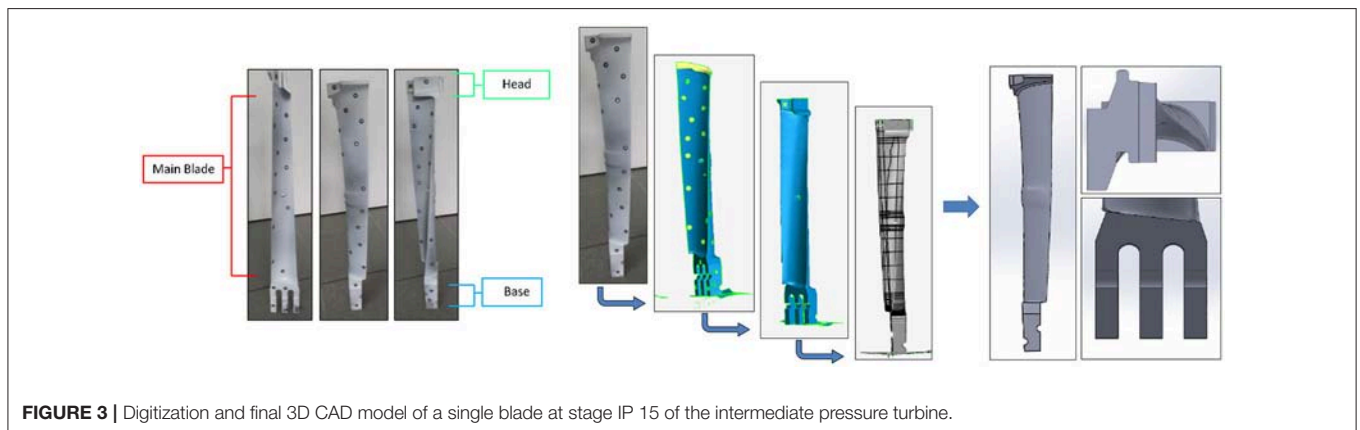 Head
Main Blade
Base
FIGURE 3 | Digitization and final 3D CAD model of a single blade at stage IP 15 of the intermediate pressure turbine.